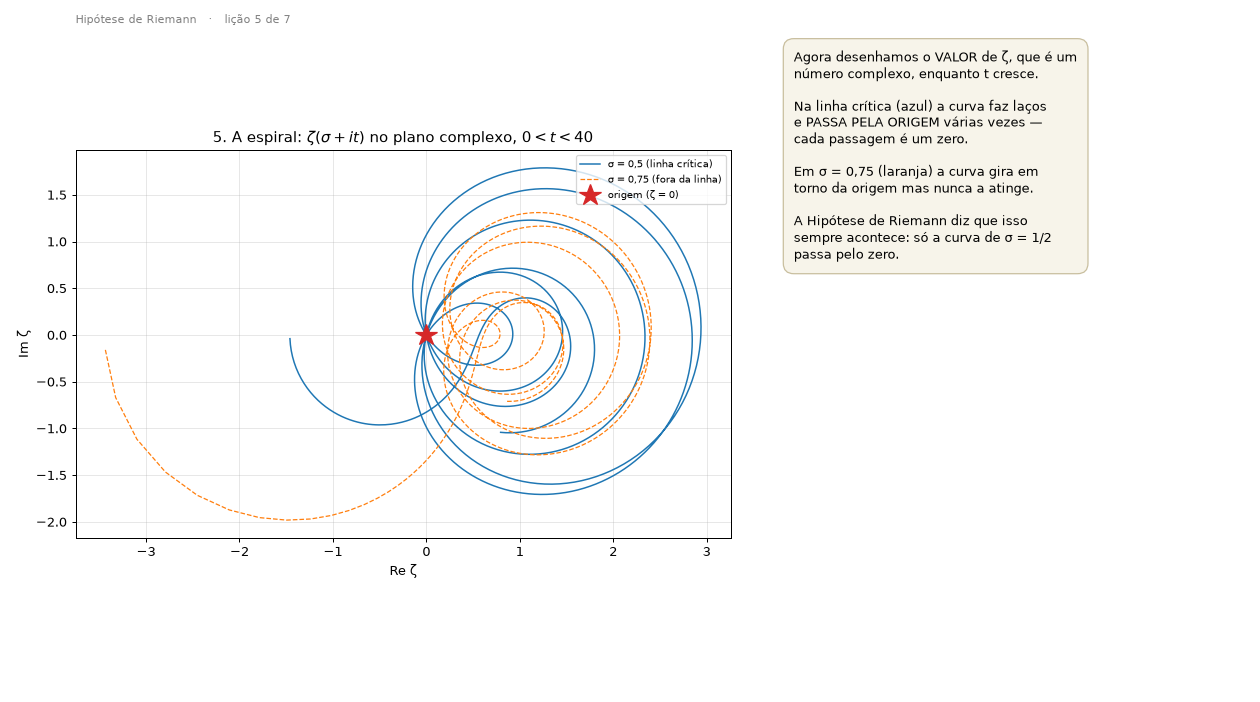 Hipótese de Riemann · lição 5 de 7
Agora desenhamos o VALOR de ζ, que é um
número complexo, enquanto t cresce.
Na linha crítica (azul) a curva faz laços
e PASSA PELA ORIGEM várias vezes —
cada passagem é um zero.
Em σ = 0,75 (laranja) a curva gira em
torno da origem mas nunca a atinge.
A Hipótese de Riemann diz que isso
sempre acontece: só a curva de σ = 1/2
passa pelo zero.
5. A espiral: ζ(σ + it) no plano complexo, 0 < t < 40
σ = 0,5 (linha crítica)
σ = 0,75 (fora da linha)
origem (ζ = 0)
Im ζ
1.5
1.0
0.5
0.0
−0.5
−1.0
−1.5
−2.0
−3 −2 −1 0 1 2 3
Re ζ